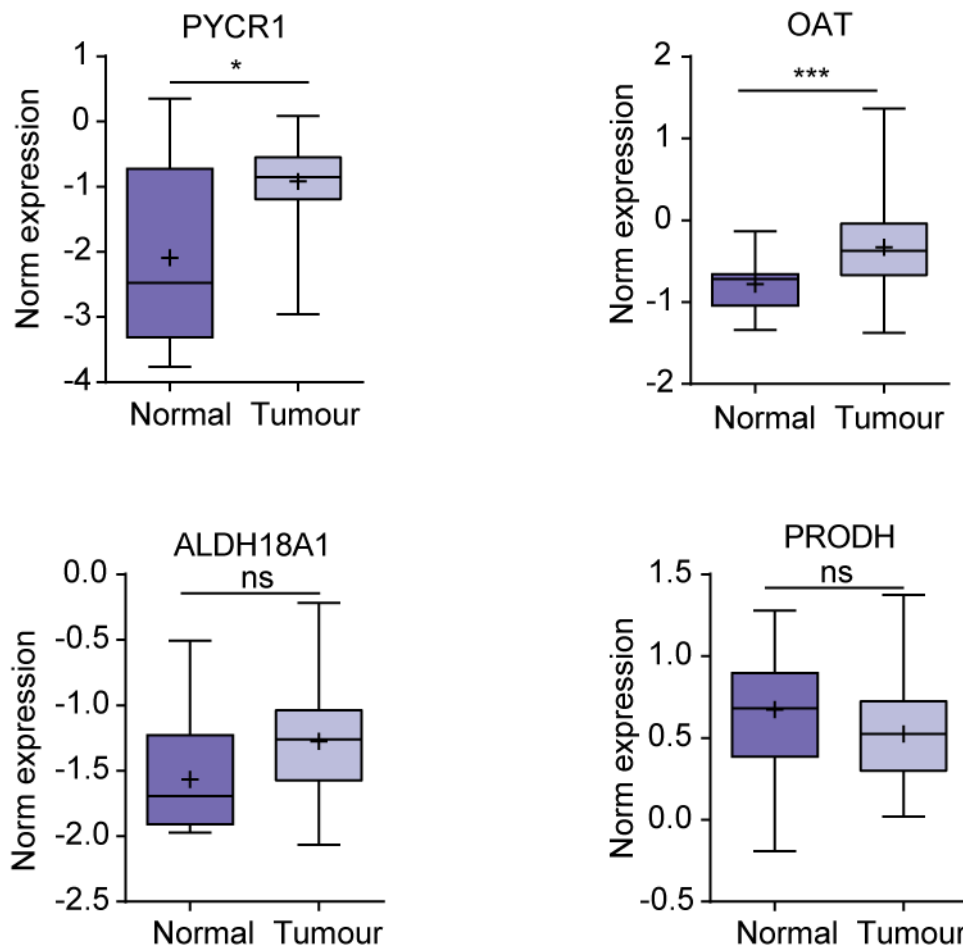 PYCR1
*
Norm expression
1
0
-1
-2
-3
-4
Normal Tumour
OAT
***
Norm expression
2
1
0
-1
-2
Normal Tumour
ALDH18A1
ns
Norm expression
0.0
-0.5
-1.0
-1.5
-2.0
-2.5
Normal Tumour
PRODH
ns
Norm expression
1.5
1.0
0.5
0.0
-0.5
Normal Tumour